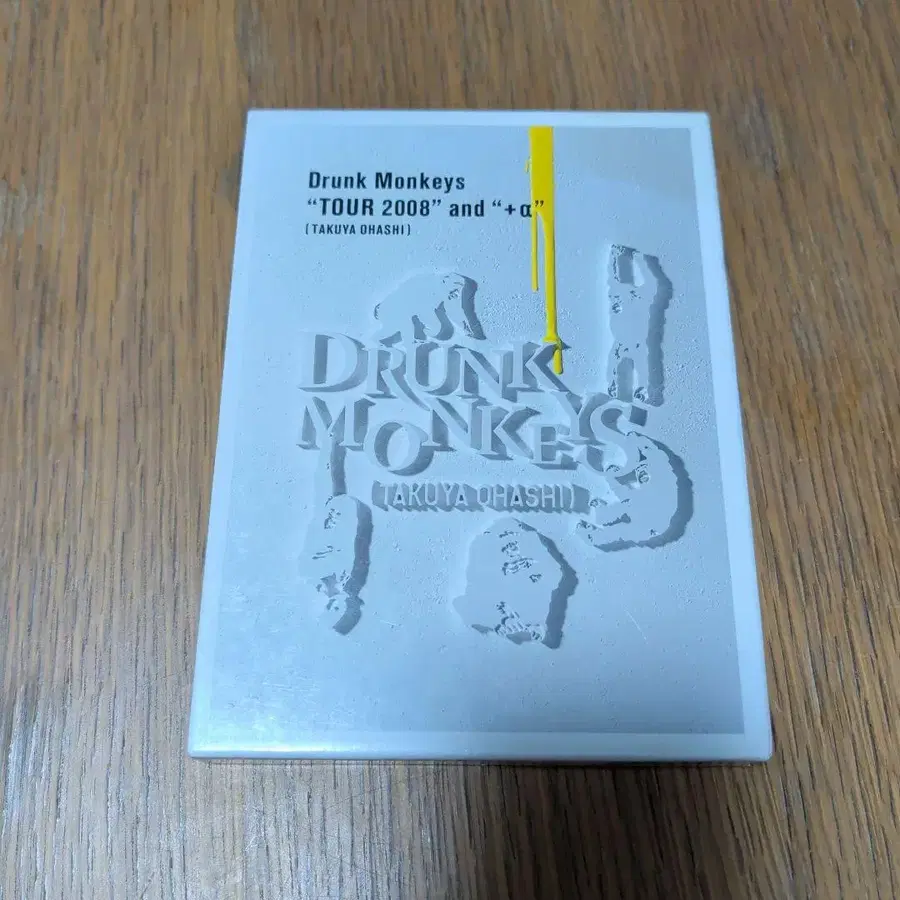 Drunk Monkeys
“TOUR 2008” and “+α”
(TAKUYA OHASHI)
DRUNK
MONKEYS
(TAKUYA OHASHI)